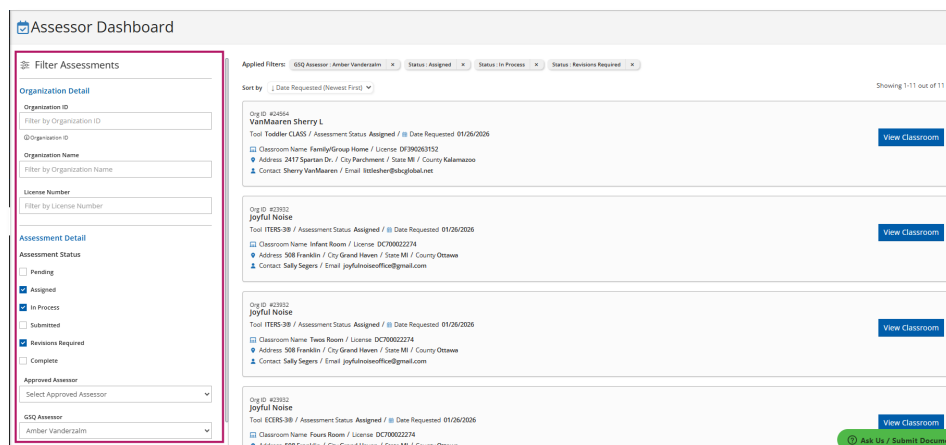 Assessor Dashboard
Filter Assessments
Organization Detail
Organization ID
Filter by Organization ID
Organization ID
Organization Name
Filter by Organization Name
License Number
Filter by License Number
Assessment Detail
Assessment Status
Pending
Assigned
In Process
Submitted
Revisions Required
Complete
Approved Assessor
Select Approved Assessor
GSQ Assessor
Amber Vanderzalm
Applied Filters: GSQ Assessor : Amber Vanderzalm x Status : Assigned x Status : In Process x Status : Revisions Required x
Sort by ↓ Date Requested (Newest First)
Showing 1-11 out of 11
Org ID #24564
VanMaaren Sherry L
Tool Toddler CLASS / Assessment Status Assigned / Date Requested 01/26/2026
Classroom Name Family/Group Home / License DF390263152
Address 2417 Spartan Dr. / City Parchment / State MI / County Kalamazoo
Contact Sherry VanMaaren / Email littlesher@sbcglobal.net
View Classroom
Org ID #23932
Joyful Noise
Tool ITERS-3® / Assessment Status Assigned / Date Requested 01/26/2026
Classroom Name Infant Room / License DC700022274
Address 508 Franklin / City Grand Haven / State MI / County Ottawa
Contact Sally Segers / Email joyfulnoiseoffice@gmail.com
View Classroom
Org ID #23932
Joyful Noise
Tool ITERS-3® / Assessment Status Assigned / Date Requested 01/26/2026
Classroom Name Twos Room / License DC700022274
Address 508 Franklin / City Grand Haven / State MI / County Ottawa
Contact Sally Segers / Email joyfulnoiseoffice@gmail.com
View Classroom
Org ID #23932
Joyful Noise
Tool ECERS-3® / Assessment Status Assigned / Date Requested 01/26/2026
Classroom Name Fours Room / License DC700022274
View Classroom
Ask Us / Submit Docum